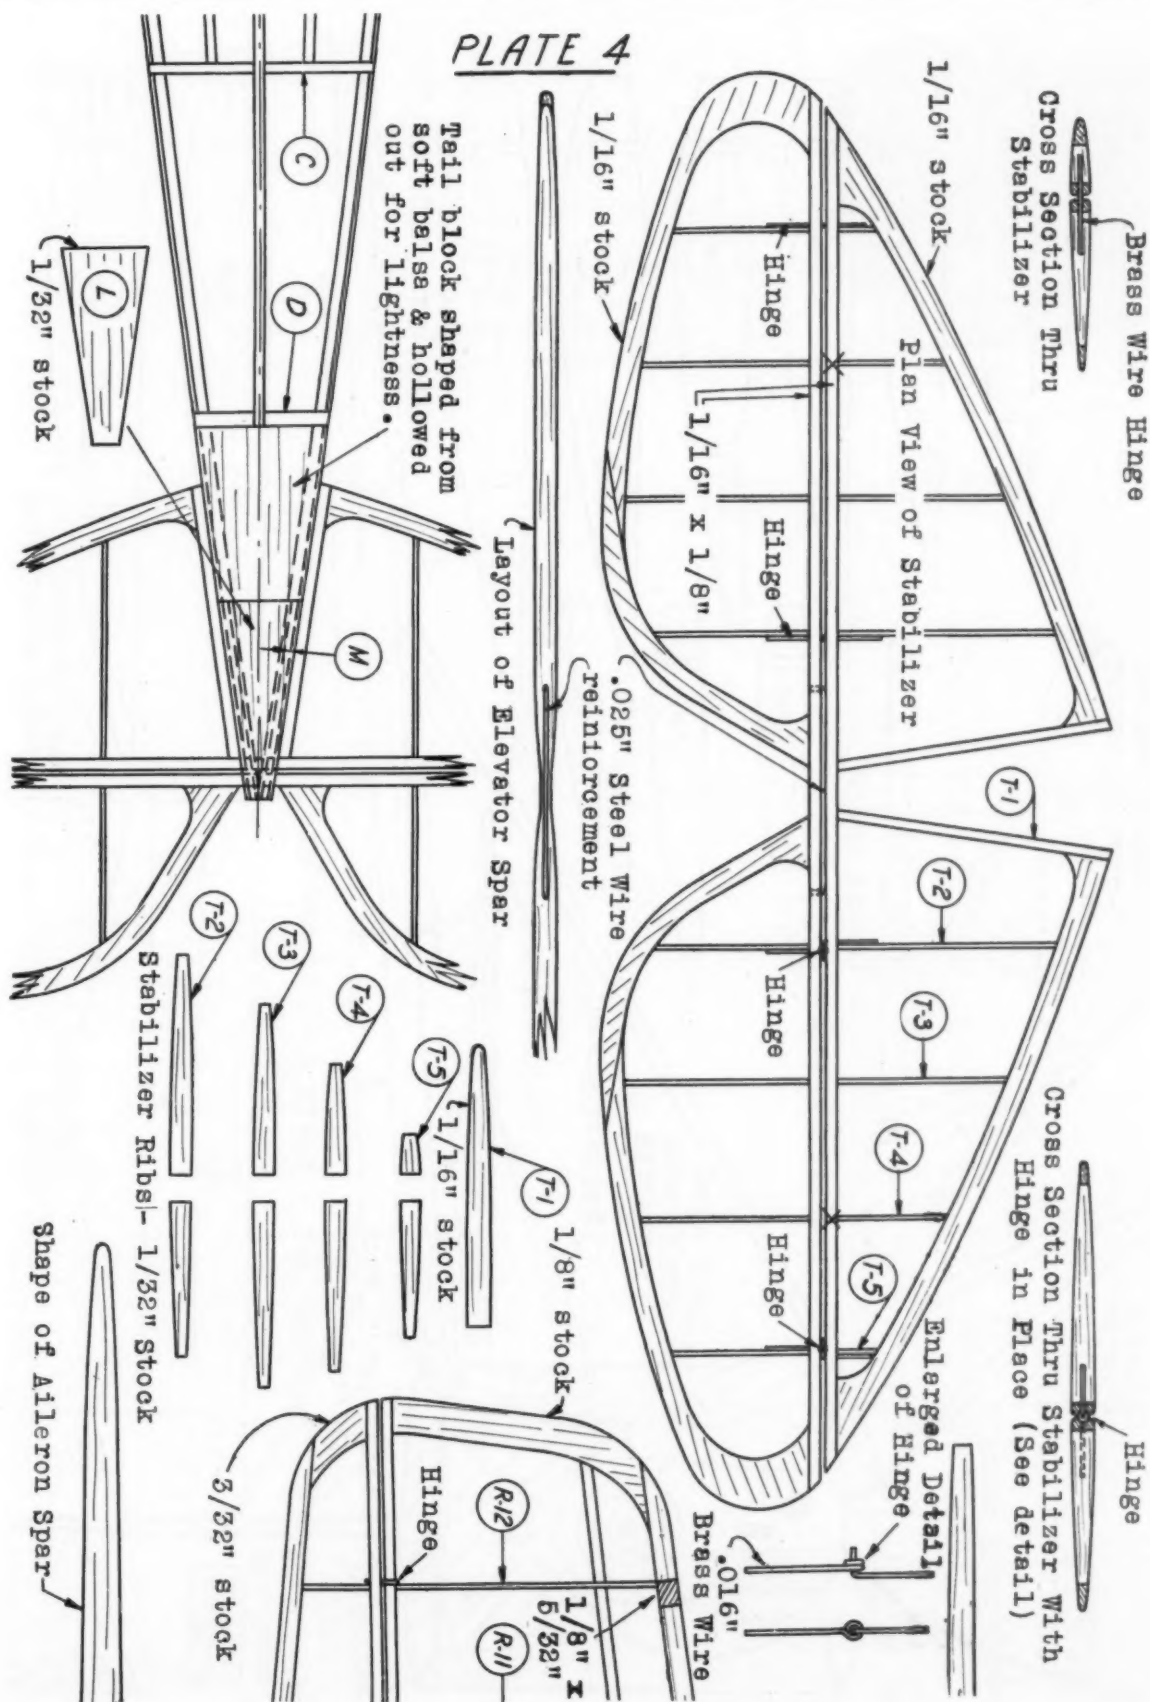 PLATE 4
Cross Section Thru
Stabilizer
Brass Wire Hinge
1/16" stock
1/16" stock
Hinge
Plan View of Stabilizer
1/16" x 1/8"
Hinge
T-1
T-2
T-3
T-4
T-5
Hinge
Hinge
Cross Section Thru Stabilizer With
Hinge in Place (See detail)
Hinge
Enlarged Detail
of Hinge
.016"
Brass Wire
.025" Steel Wire
reinforcement
Layout of Elevator Spar
Tail block shaped from
soft balsa & hollowed
out for lightness.
C
D
L
1/32" stock
M
T-1
1/8" stock
T-5
1/16" stock
T-4
T-3
T-2
Stabilizer Ribs- 1/32" Stock
3/32" stock
Hinge
R-12
R-11
1/8" x
5/32"
Shape of Aileron Spar